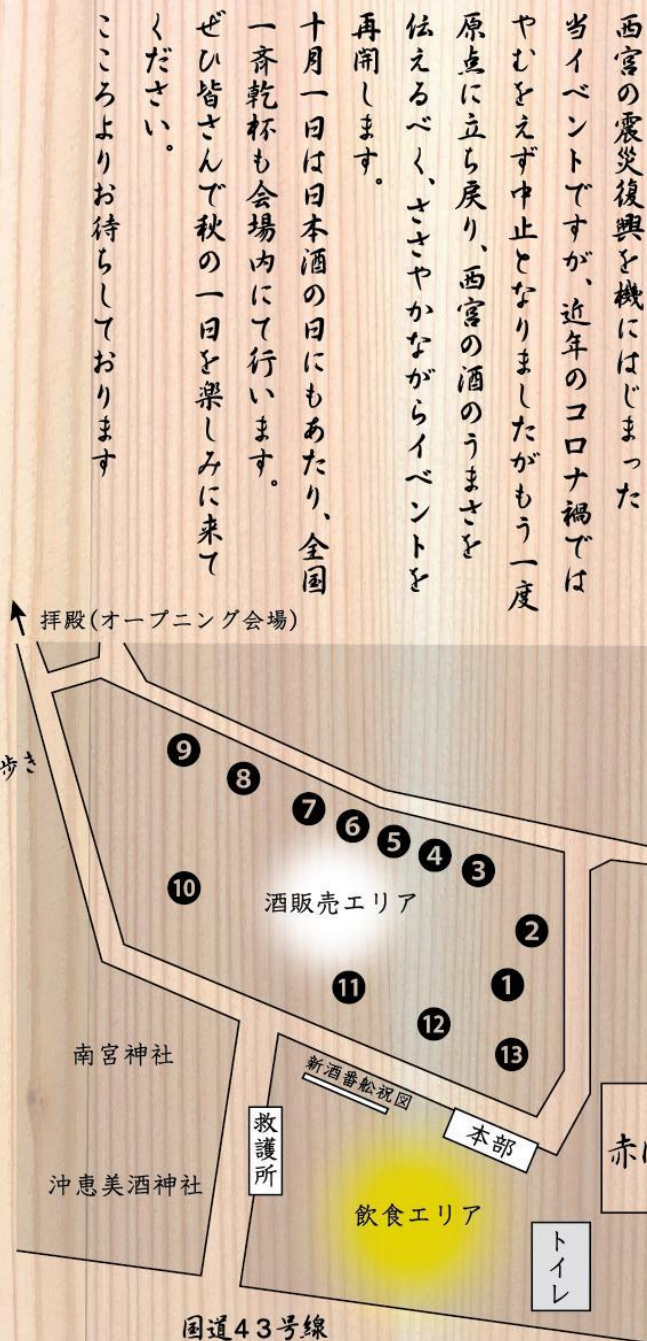 西宮の震災復興を機にはじまった
当イベントですが、近年のコロナ禍では
やむをえず中止となりましたがもう一度
原点に立ち戻り、西宮の酒のうまさを
伝えるべく、ささやかながらイベントを
再開します。
十月一日は日本酒の日にもあたり、全国
一斉乾杯も会場内にて行います。
ぜひ皆さんで秋の一日を楽しみに来て
ください。
こころよりお待ちしております
拝殿(オープニング会場)
歩き
9
8
7
6
5
4
3
10
酒販売エリア
2
11
1
12
13
南宮神社
新酒番舩祝図
救護所
本部
赤
沖恵美酒神社
飲食エリア
トイレ
国道43号線